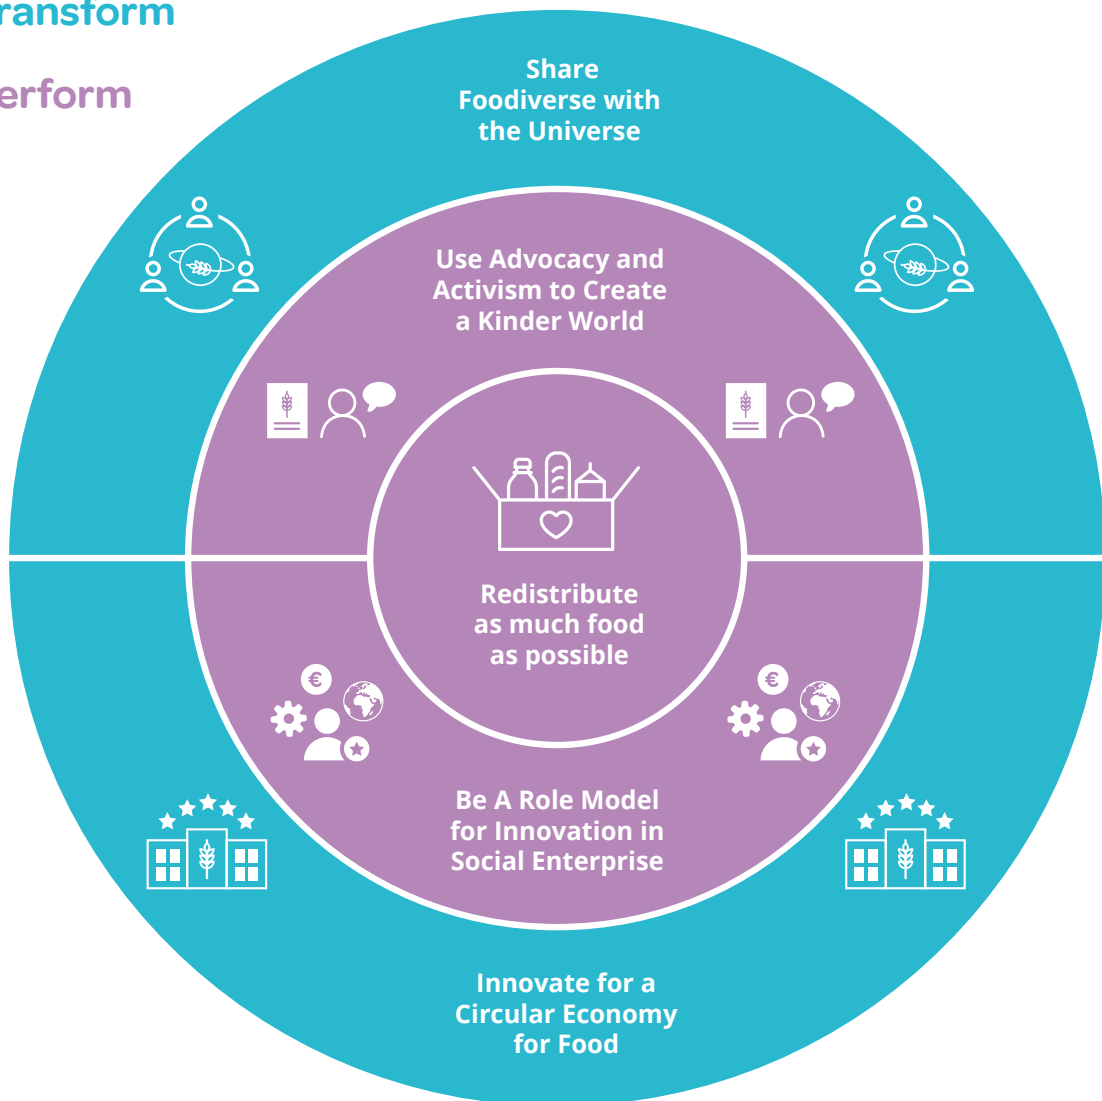 ransform
erform
Share
Foodiverse with
the Universe
Use Advocacy and
Activism to Create
a Kinder World
Redistribute
as much food
as possible
€
€
Be A Role Model
for Innovation in
Social Enterprise
Innovate for a
Circular Economy
for Food